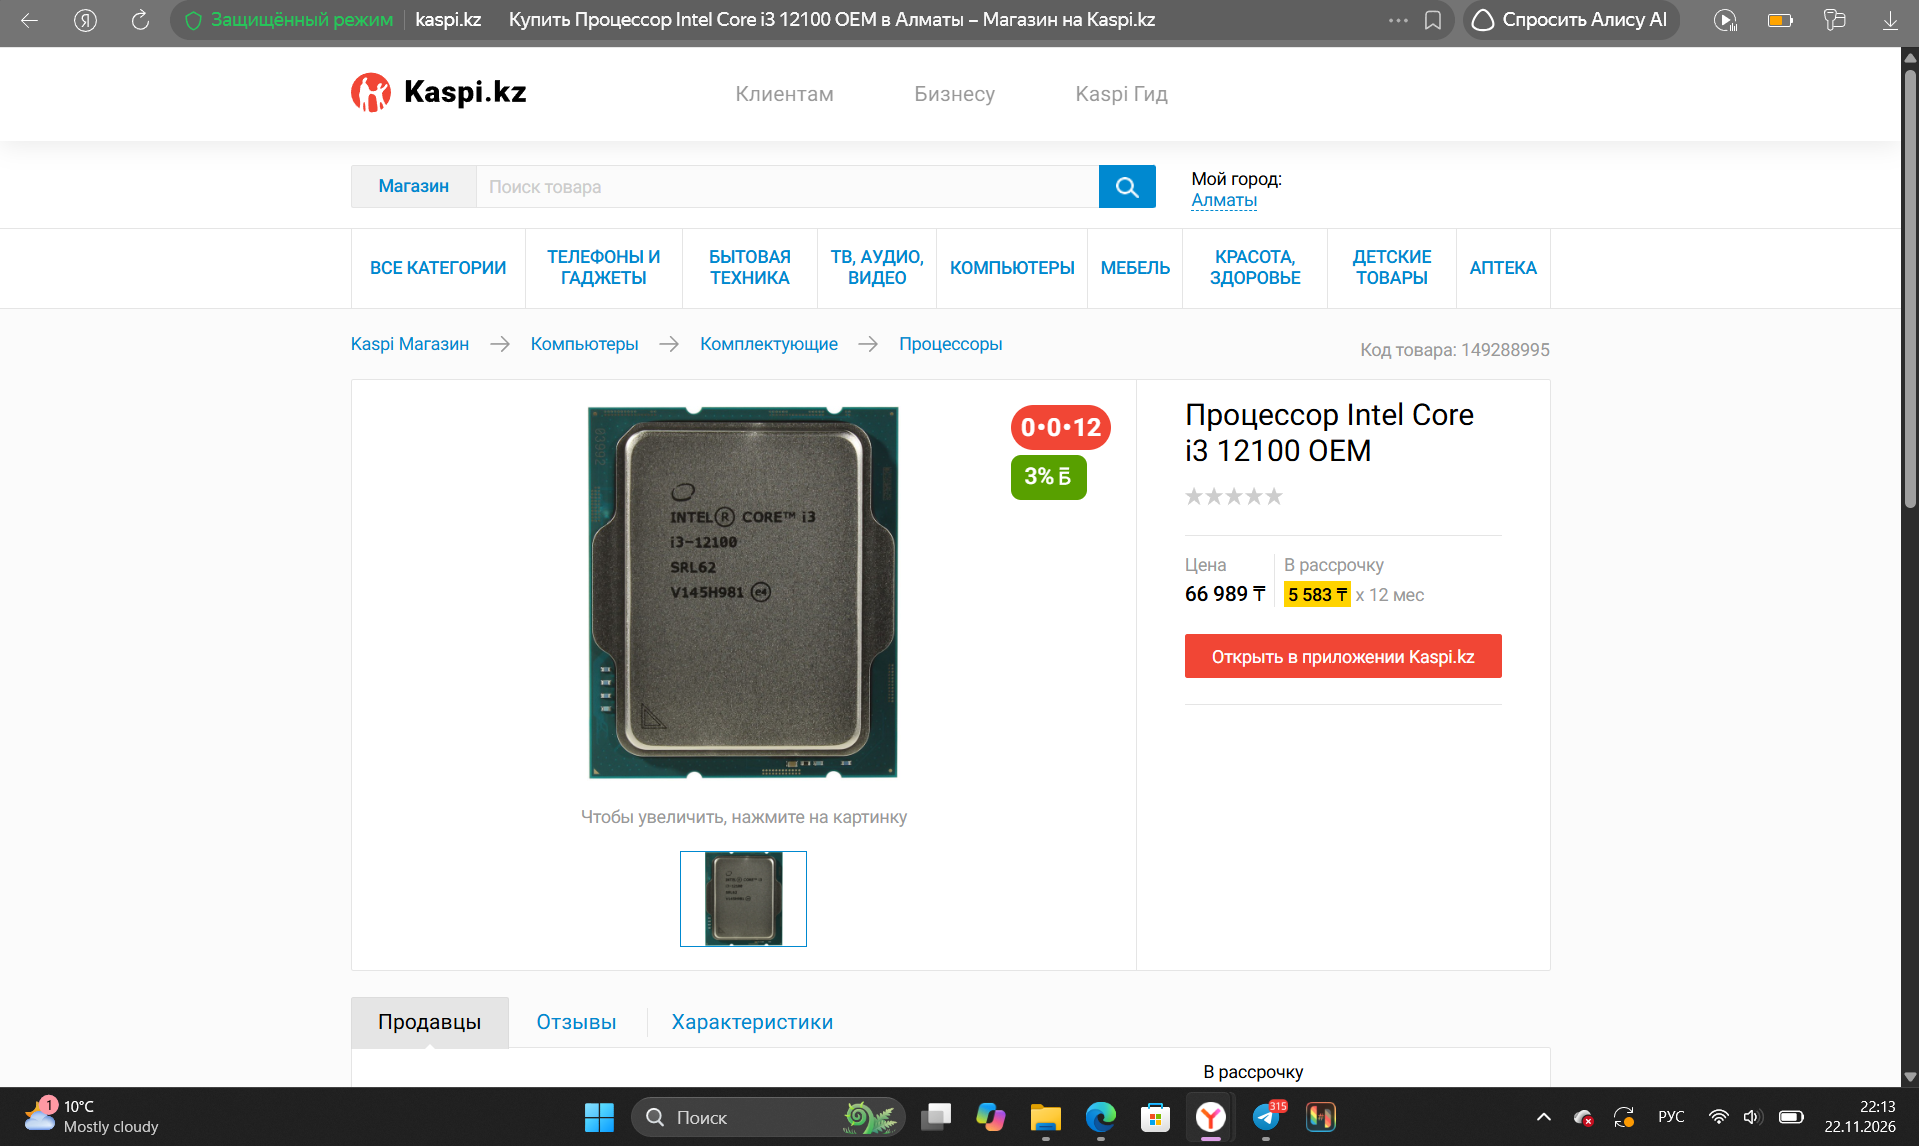 Защищённый режим
kaspi.kz
Купить Процессор Intel Core i3 12100 OEM в Алматы – Магазин на Kaspi.kz
Спросить Алису AI
Kaspi.kz
Клиентам
Бизнесу
Kaspi Гид
Магазин
Поиск товара
Мой город:
Алматы
ВСЕ КАТЕГОРИИ
ТЕЛЕФОНЫ И
ГАДЖЕТЫ
БЫТОВАЯ
ТЕХНИКА
ТВ, АУДИО,
ВИДЕО
КОМПЬЮТЕРЫ
МЕБЕЛЬ
КРАСОТА,
ЗДОРОВЬЕ
ДЕТСКИЕ
ТОВАРЫ
АПТЕКА
Kaspi Магазин
Компьютеры
Комплектующие
Процессоры
Код товара: 149288995
INTEL® CORE™ i3
i3-12100
SRL62
V145H981 e4
0•0•12
3% Б
Процессор Intel Core
i3 12100 OEM
Цена
66 989 ₸
В рассрочку
5 583 ₸ x 12 мес
Открыть в приложении Kaspi.kz
Чтобы увеличить, нажмите на картинку
Продавцы
Отзывы
Характеристики
В рассрочку
1
10°C
Mostly cloudy
Поиск
315
РУС
22:13
22.11.2026